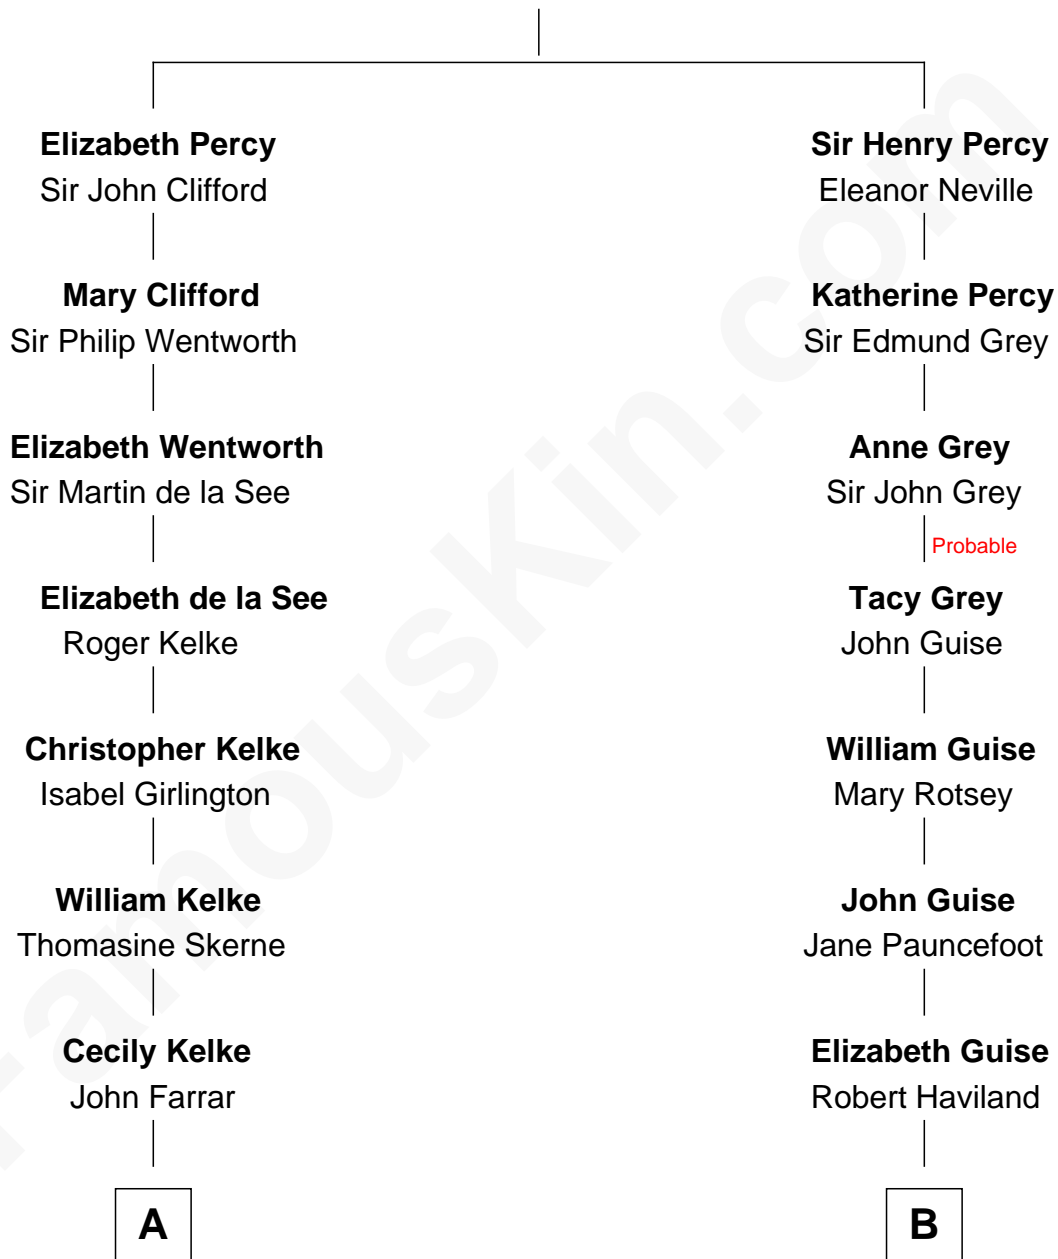 Elizabeth Percy
Sir John Clifford
Mary Clifford
Sir Philip Wentworth
Elizabeth Wentworth
Sir Martin de la See
Elizabeth de la See
Roger Kelke
Christopher Kelke
Isabel Girlington
William Kelke
Thomasine Skerne
Cecily Kelke
John Farrar
A
Sir Henry Percy
Eleanor Neville
Katherine Percy
Sir Edmund Grey
Anne Grey
Sir John Grey
Probable
Tacy Grey
John Guise
William Guise
Mary Rotsey
John Guise
Jane Pauncefoot
Elizabeth Guise
Robert Haviland
B
FamousKin.com